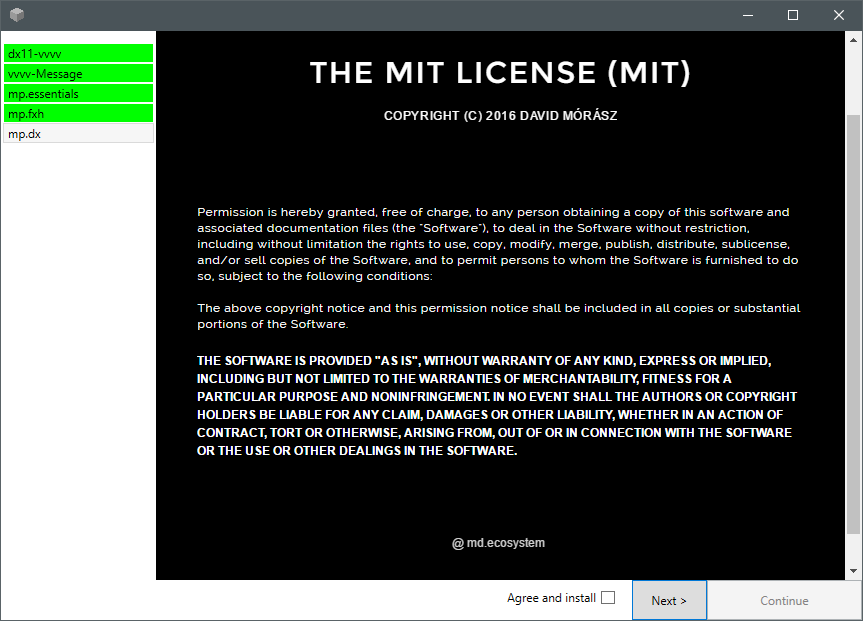 dx11-vvvv
vvvv-Message
mp.essentials
mp.fxh
mp.dx
THE MIT LICENSE (MIT)
COPYRIGHT (C) 2016 DAVID MÓRÁSZ
Permission is hereby granted, free of charge, to any person obtaining a copy of this software and
associated documentation files (the "Software"), to deal in the Software without restriction,
including without limitation the rights to use, copy, modify, merge, publish, distribute, sublicense,
and/or sell copies of the Software, and to permit persons to whom the Software is furnished to do
so, subject to the following conditions:
The above copyright notice and this permission notice shall be included in all copies or substantial
portions of the Software.
THE SOFTWARE IS PROVIDED "AS IS", WITHOUT WARRANTY OF ANY KIND, EXPRESS OR IMPLIED,
INCLUDING BUT NOT LIMITED TO THE WARRANTIES OF MERCHANTABILITY, FITNESS FOR A
PARTICULAR PURPOSE AND NONINFRINGEMENT. IN NO EVENT SHALL THE AUTHORS OR COPYRIGHT
HOLDERS BE LIABLE FOR ANY CLAIM, DAMAGES OR OTHER LIABILITY, WHETHER IN AN ACTION OF
CONTRACT, TORT OR OTHERWISE, ARISING FROM, OUT OF OR IN CONNECTION WITH THE SOFTWARE
OR THE USE OR OTHER DEALINGS IN THE SOFTWARE.
@ md.ecosystem
Agree and install
Next >
Continue